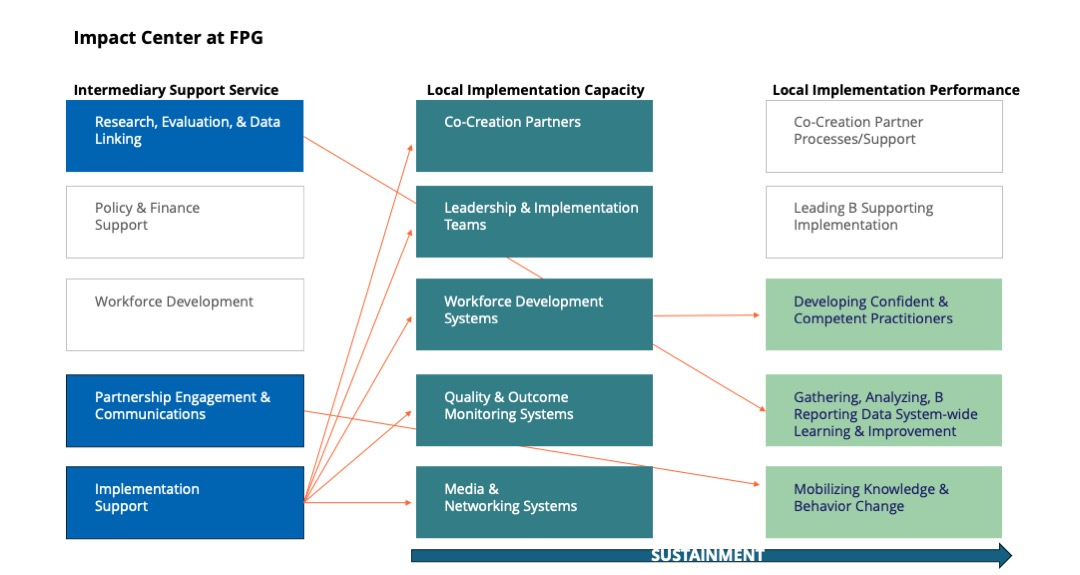 Impact Center at FPG
Intermediary Support Service
Research, Evaluation, & Data
Linking
Policy & Finance
Support
Workforce Development
Partnership Engagement &
Communications
Implementation
Support
Local Implementation Capacity
Co-Creation Partners
Leadership & Implementation
Teams
Workforce Development
Systems
Quality & Outcome
Monitoring Systems
Media &
Networking Systems
Local Implementation Performance
Co-Creation Partner
Processes/Support
Leading B Supporting
Implementation
Developing Confident &
Competent Practitioners
Gathering, Analyzing, B
Reporting Data System-wide
Learning & Improvement
Mobilizing Knowledge &
Behavior Change
SUSTAINMENT